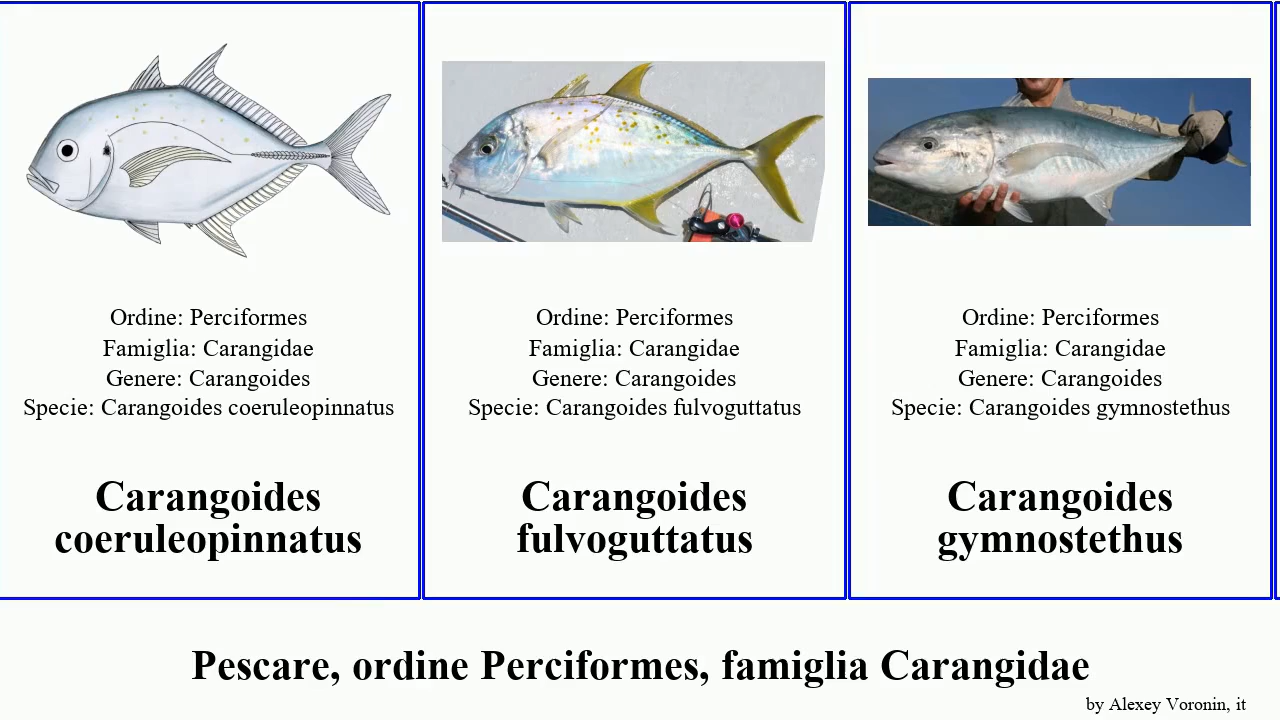 Ordine: Perciformes
Famiglia: Carangidae
Genere: Carangoides
Specie: Carangoides coeruleopinnatus
Carangoides
coeruleopinnatus
Ordine: Perciformes
Famiglia: Carangidae
Genere: Carangoides
Specie: Carangoides fulvoguttatus
Carangoides
fulvoguttatus
Ordine: Perciformes
Famiglia: Carangidae
Genere: Carangoides
Specie: Carangoides gymnostethus
Carangoides
gymnostethus
Pescare, ordine Perciformes, famiglia Carangidae
by Alexey Voronin, it